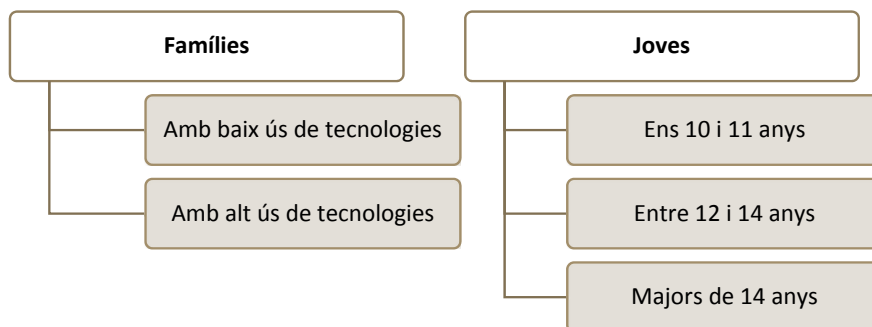 Famílies
Amb baix ús de tecnologies
Amb alt ús de tecnologies
Joves
Ens 10 i 11 anys
Entre 12 i 14 anys
Majors de 14 anys